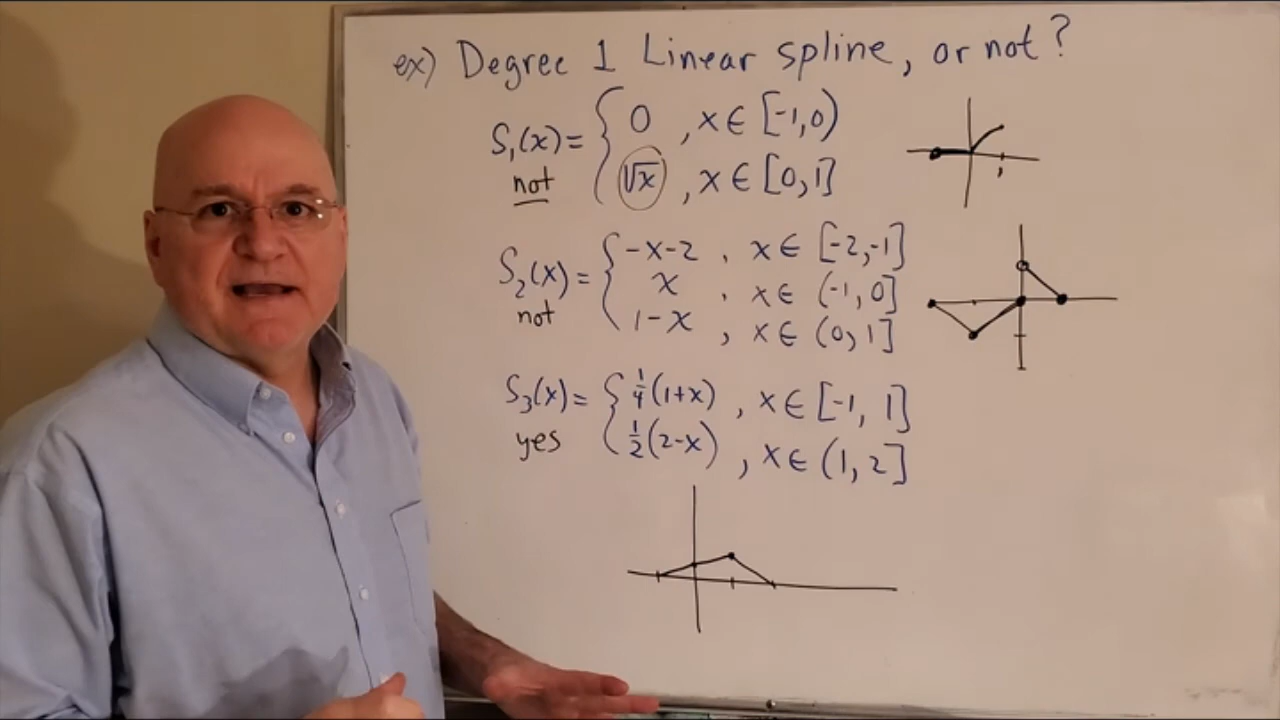 ex) Degree 1 Linear spline, or not?
S₁(x) = { 0 , x ∈ [-1,0)
not √x , x ∈ [0,1]
S₂(x) = { -x-2 , x ∈ [-2,-1]
x , x ∈ (-1,0]
not 1-x , x ∈ (0,1]
S₃(x) = { 1/4(1+x) , x ∈ [-1, 1]
yes 1/2(2-x) , x ∈ (1, 2]